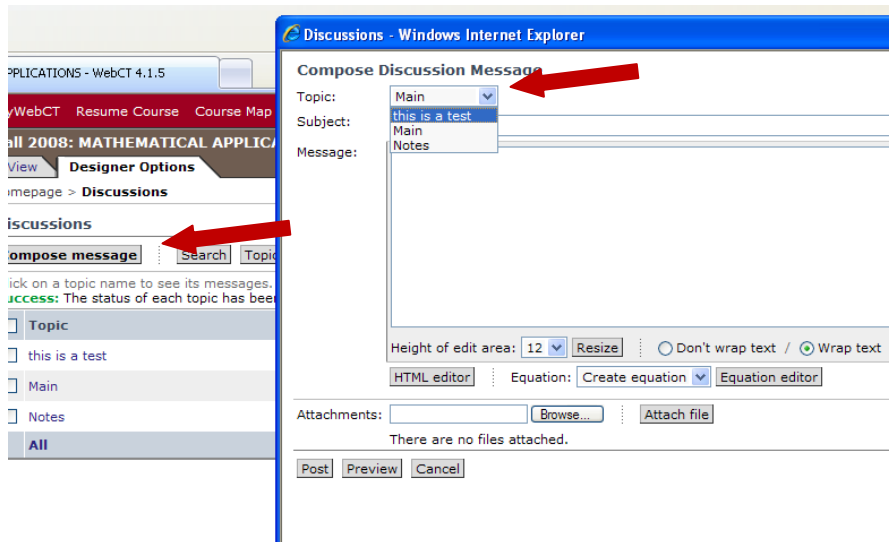 PPLICATIONS - WebCT 4.1.5
yWebCT Resume Course Course Map
all 2008: MATHEMATICAL APPLICA
View Designer Options
omepage > Discussions
iscussions
ompose message Search Topic
ick on a topic name to see its messages.
uccess: The status of each topic has been
Topic
this is a test
Main
Notes
All
Discussions - Windows Internet Explorer
Compose Discussion Message
Topic: Main
this is a test
Main
Notes
Subject:
Message:
Height of edit area: 12 Resize Don't wrap text / Wrap text
HTML editor Equation: Create equation Equation editor
Attachments: Browse... Attach file
There are no files attached.
Post Preview Cancel